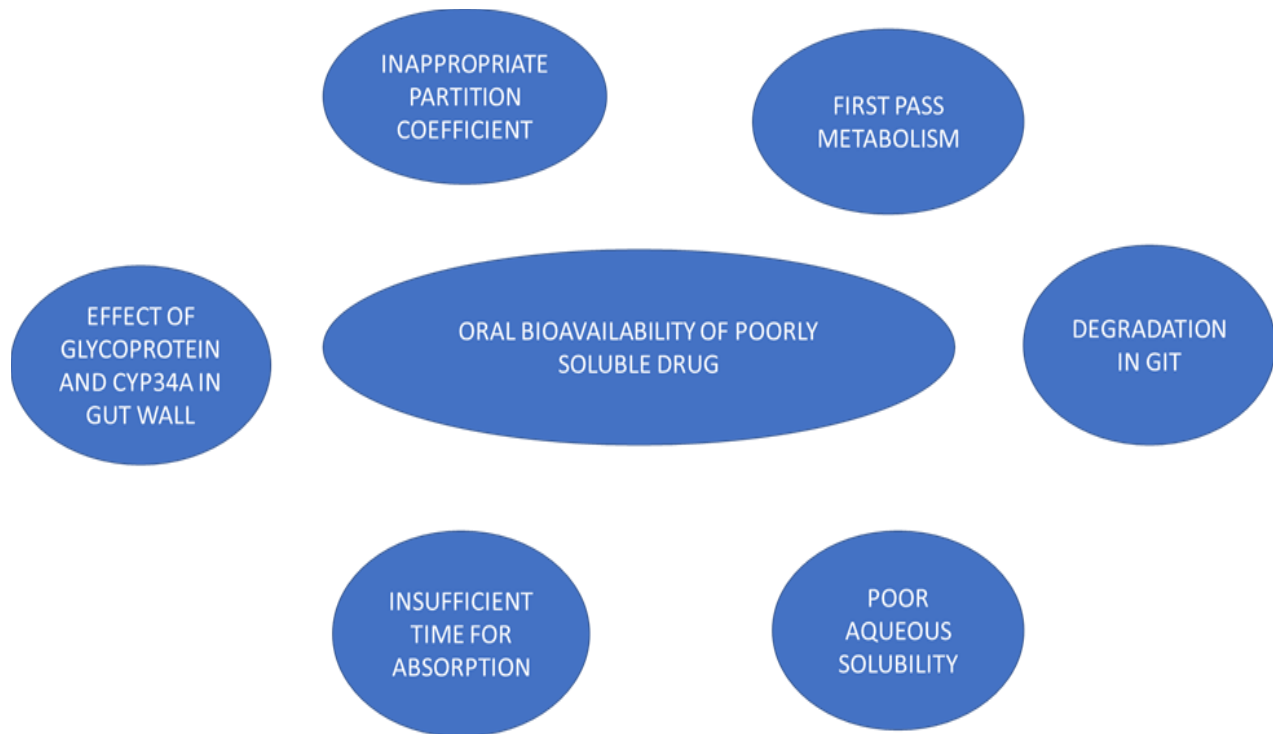 INAPPROPRIATE
PARTITION
COEFFICIENT
FIRST PASS
METABOLISM
EFFECT OF
GLYCOPROTEIN
AND CYP34A IN
GUT WALL
ORAL BIOAVAILABILITY OF POORLY
SOLUBLE DRUG
DEGRADATION
IN GIT
INSUFFICIENT
TIME FOR
ABSORPTION
POOR
AQUEOUS
SOLUBILITY